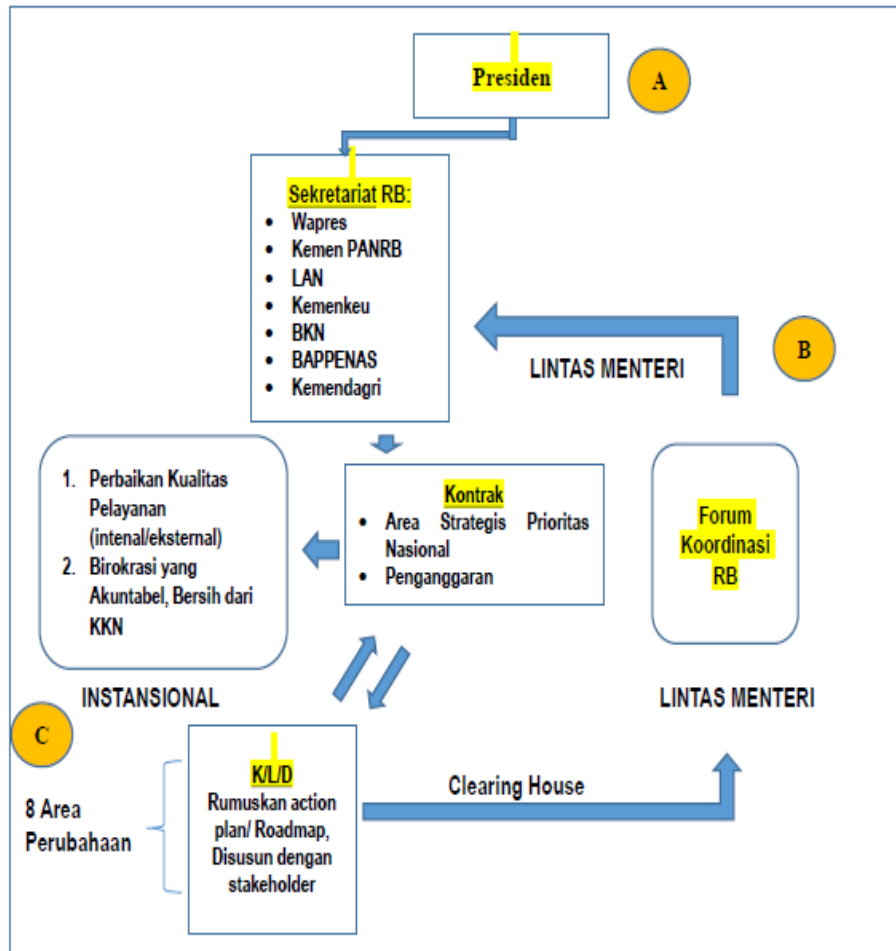 Presiden
A
Sekretariat RB:
• Wapres
• Kemen PANRB
• LAN
• Kemenkeu
• BKN
• BAPPENAS
• Kemendagri
LINTAS MENTERI
B
1. Perbaikan Kualitas
Pelayanan
(intenal/eksternal)
2. Birokrasi yang
Akuntabel, Bersih dari
KKN
INSTANSIONAL
Kontrak
• Area Strategis Prioritas
Nasional
• Penganggaran
Forum
Koordinasi
RB
LINTAS MENTERI
C
8 Area
Perubahaan
K/L/D
Rumuskan action
plan/ Roadmap,
Disusun dengan
stakeholder
Clearing House